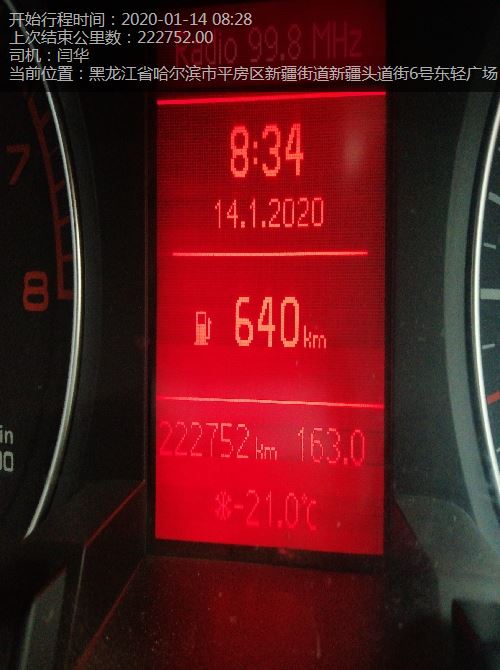 开始行程时间：2020-01-14 08:28
上次结束公里数：222752.00
司机：闫华
当前位置：黑龙江省哈尔滨市平房区新疆街道新疆头道街6号东轻广场
Radio 99.8 MHz
8:34
14.1.2020
7
8
640 km
in
222752 km 163.0
00
-21.0°C